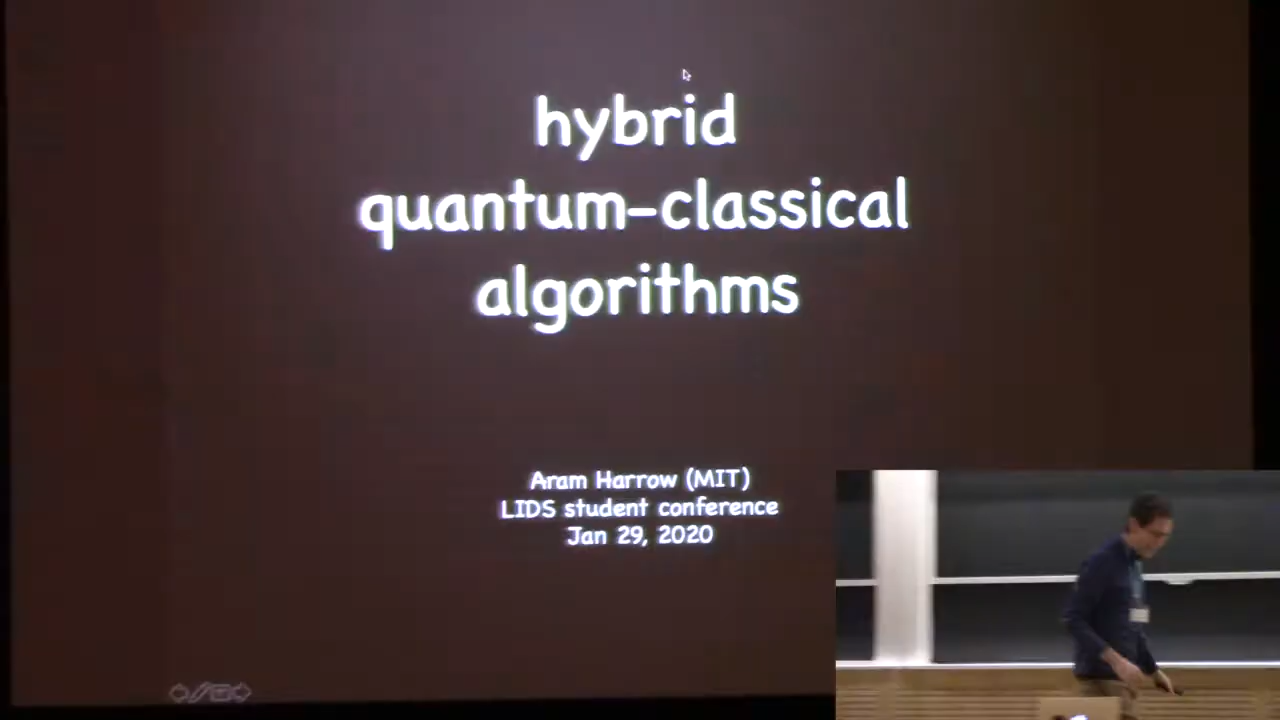 hybrid
quantum-classical
algorithms
Aram Harrow (MIT)
LIDS student conference
Jan 29, 2020